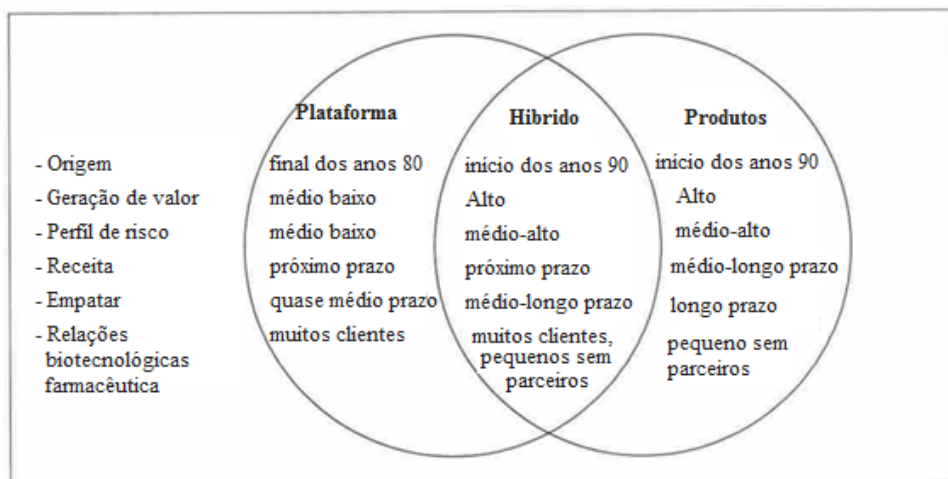 Plataforma Hibrido Produtos
- Origem final dos anos 80 início dos anos 90 início dos anos 90
- Geração de valor médio baixo Alto Alto
- Perfil de risco médio baixo médio-alto médio-alto
- Receita próximo prazo próximo prazo médio-longo prazo
- Empatar quase médio prazo médio-longo prazo longo prazo
- Relações biotecnológicas farmacêutica muitos clientes muitos clientes, pequenos sem parceiros pequeno sem parceiros